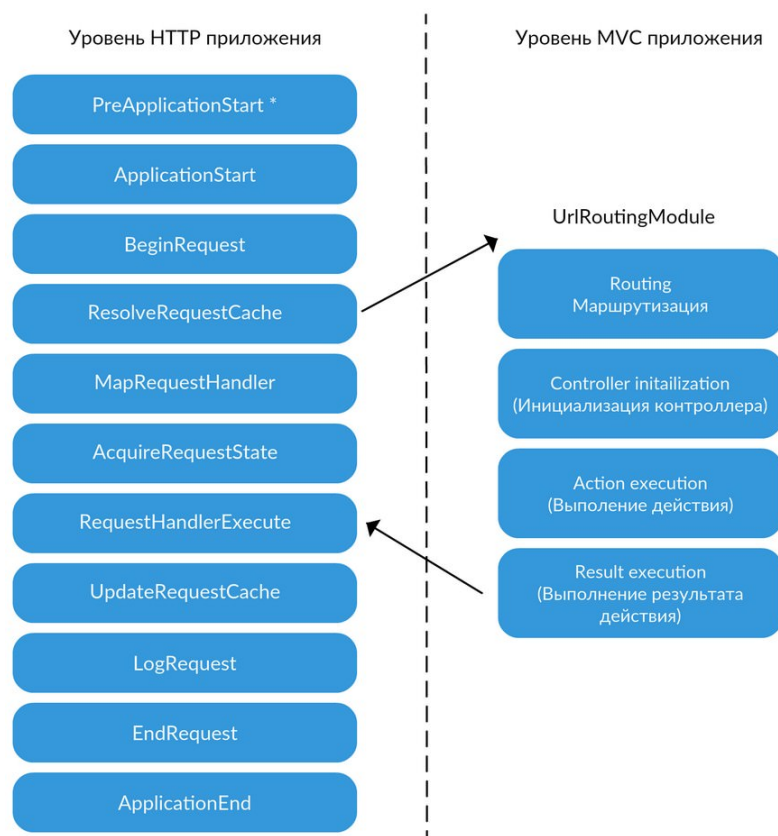 Уровень HTTP приложения
PreApplicationStart *
ApplicationStart
BeginRequest
ResolveRequestCache
MapRequestHandler
AcquireRequestState
RequestHandlerExecute
UpdateRequestCache
LogRequest
EndRequest
ApplicationEnd
Уровень MVC приложения
UrlRoutingModule
Routing
Маршрутизация
Controller initailization
(Инициализация контроллера)
Action execution
(Выполение действия)
Result execution
(Выполнение результата
действия)